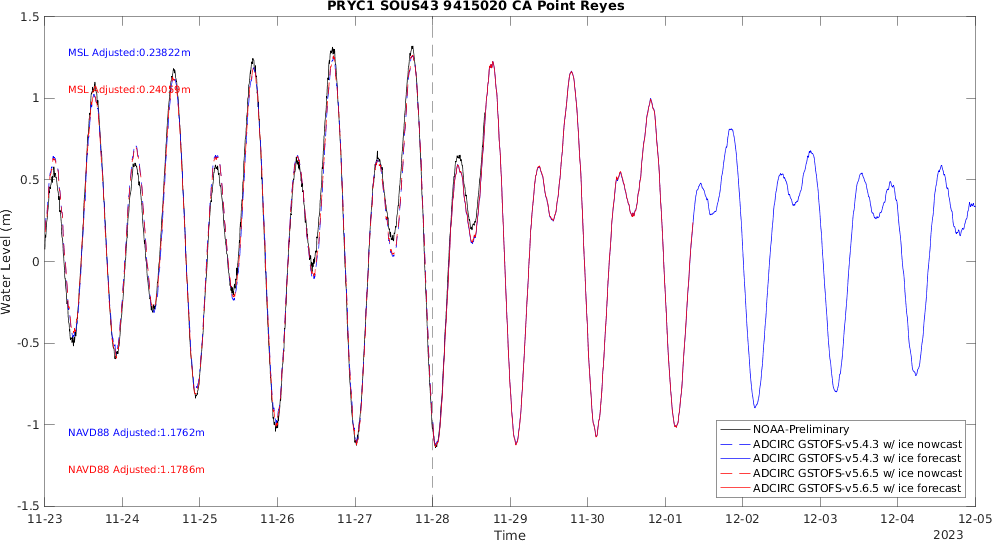 PRYC1 SOUS43 9415020 CA Point Reyes
1.5
1
0.5
0
-0.5
-1
-1.5
Water Level (m)
MSL Adjusted:0.23822m
MSL Adjusted:0.24059m
NAVD88 Adjusted:1.1762m
NAVD88 Adjusted:1.1786m
NOAA-Preliminary
ADCIRC GSTOFS-v5.4.3 w/ ice nowcast
ADCIRC GSTOFS-v5.4.3 w/ ice forecast
ADCIRC GSTOFS-v5.6.5 w/ ice nowcast
ADCIRC GSTOFS-v5.6.5 w/ ice forecast
11-23 11-24 11-25 11-26 11-27 11-28 11-29 11-30 12-01 12-02 12-03 12-04 12-05
Time
2023